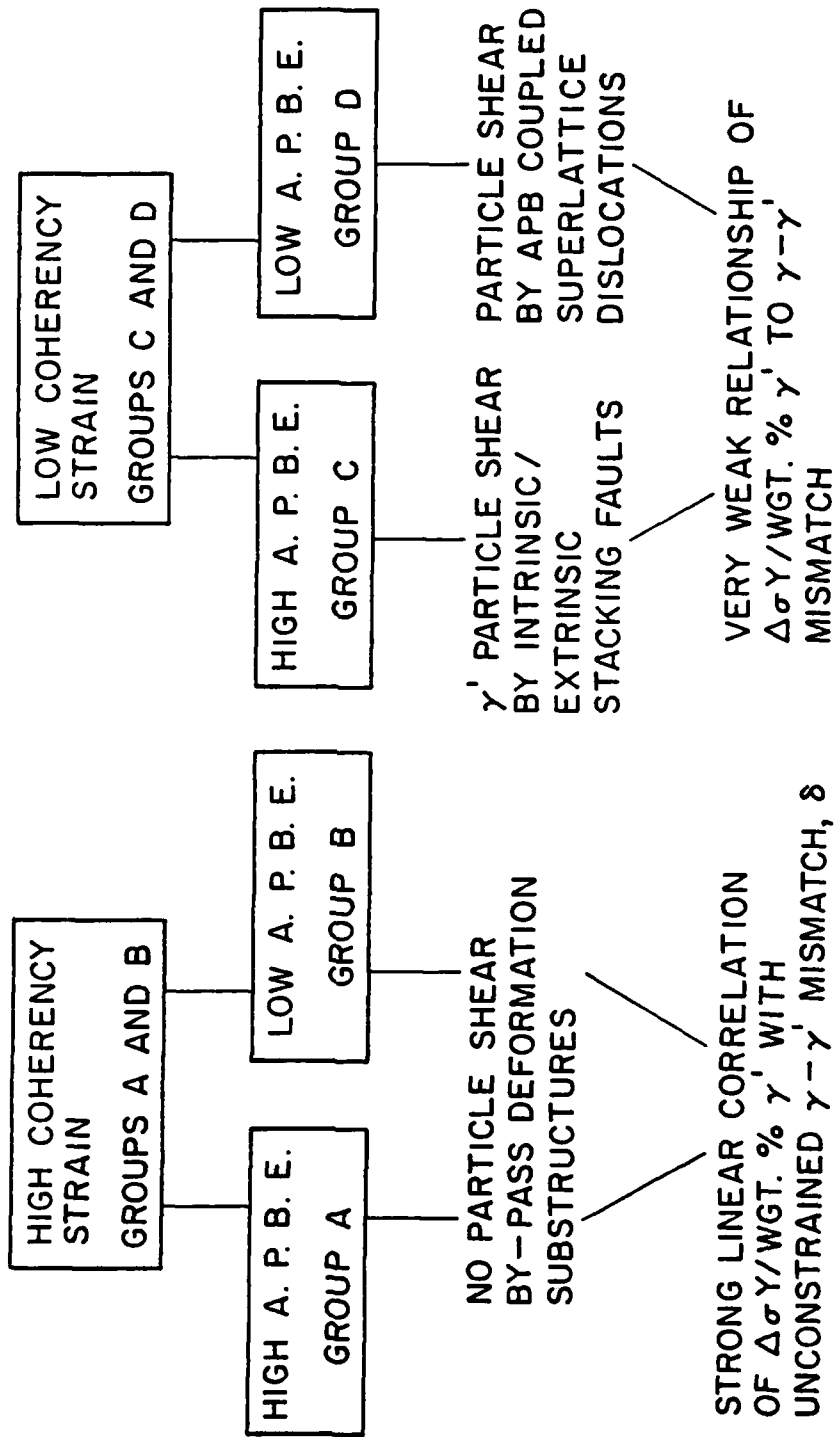 HIGH COHERENCY
STRAIN
GROUPS A AND B
HIGH A. P. B. E.
GROUP A
LOW A. P. B. E.
GROUP B
NO PARTICLE SHEAR
BY-PASS DEFORMATION
SUBSTRUCTURES
STRONG LINEAR CORRELATION
OF ΔσY/WGT. % γ' WITH
UNCONSTRAINED γ-γ' MISMATCH, δ
LOW COHERENCY
STRAIN
GROUPS C AND D
HIGH A. P. B. E.
GROUP C
LOW A. P. B. E.
GROUP D
γ' PARTICLE SHEAR
BY INTRINSIC/
EXTRINSIC
STACKING FAULTS
PARTICLE SHEAR
BY APB COUPLED
SUPERLATTICE
DISLOCATIONS
VERY WEAK RELATIONSHIP OF
ΔσY/WGT. % γ' TO γ-γ'
MISMATCH